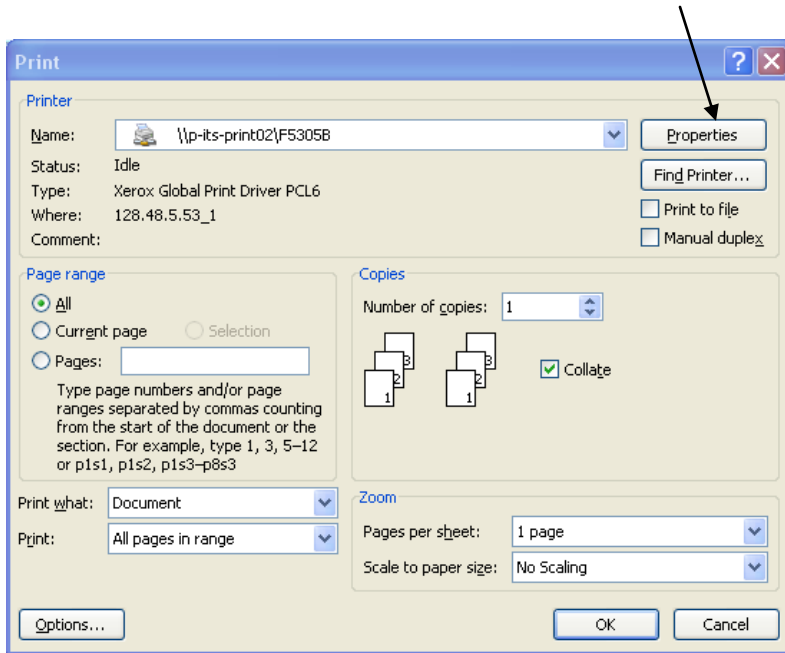 Print
Printer
Name: \\p-its-print02\F5305B
Properties
Status: Idle
Find Printer...
Type: Xerox Global Print Driver PCL6
Where: 128.48.5.53_1
Print to file
Comment:
Manual duplex
Page range
All
Current page Selection
Pages:
Type page numbers and/or page
ranges separated by commas counting
from the start of the document or the
section. For example, type 1, 3, 5–12
or p1s1, p1s2, p1s3–p8s3
Copies
Number of copies: 1
3 3
2 2
1 1
Collate
Print what: Document
Print: All pages in range
Zoom
Pages per sheet: 1 page
Scale to paper size: No Scaling
Options...
OK
Cancel